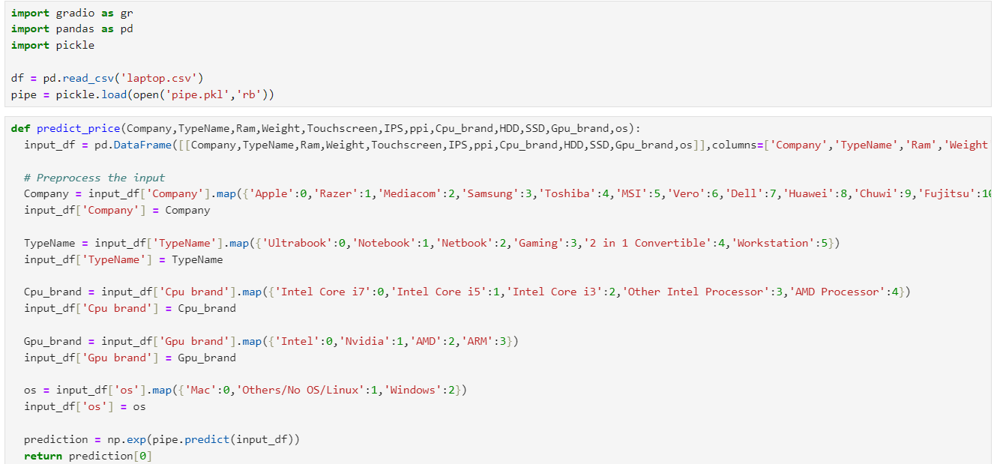 import gradio as gr
import pandas as pd
import pickle
df = pd.read_csv('laptop.csv')
pipe = pickle.load(open('pipe.pkl','rb'))
def predict_price(Company,TypeName,Ram,Weight,Touchscreen,IPS,ppi,Cpu_brand,HDD,SSD,Gpu_brand,os):
input_df = pd.DataFrame([[Company,TypeName,Ram,Weight,Touchscreen,IPS,ppi,Cpu_brand,HDD,SSD,Gpu_brand,os]],columns=['Company','TypeName','Ram','Weight
# Preprocess the input
Company = input_df['Company'].map({'Apple':0,'Razer':1,'Mediacom':2,'Samsung':3,'Toshiba':4,'MSI':5,'Vero':6,'Dell':7,'Huawei':8,'Chuwi':9,'Fujitsu':10
input_df['Company'] = Company
TypeName = input_df['TypeName'].map({'Ultrabook':0,'Notebook':1,'Netbook':2,'Gaming':3,'2 in 1 Convertible':4,'Workstation':5})
input_df['TypeName'] = TypeName
Cpu_brand = input_df['Cpu brand'].map({'Intel Core i7':0,'Intel Core i5':1,'Intel Core i3':2,'Other Intel Processor':3,'AMD Processor':4})
input_df['Cpu brand'] = Cpu_brand
Gpu_brand = input_df['Gpu brand'].map({'Intel':0,'Nvidia':1,'AMD':2,'ARM':3})
input_df['Gpu brand'] = Gpu_brand
os = input_df['os'].map({'Mac':0,'Others/No OS/Linux':1,'Windows':2})
input_df['os'] = os
prediction = np.exp(pipe.predict(input_df))
return prediction[0]